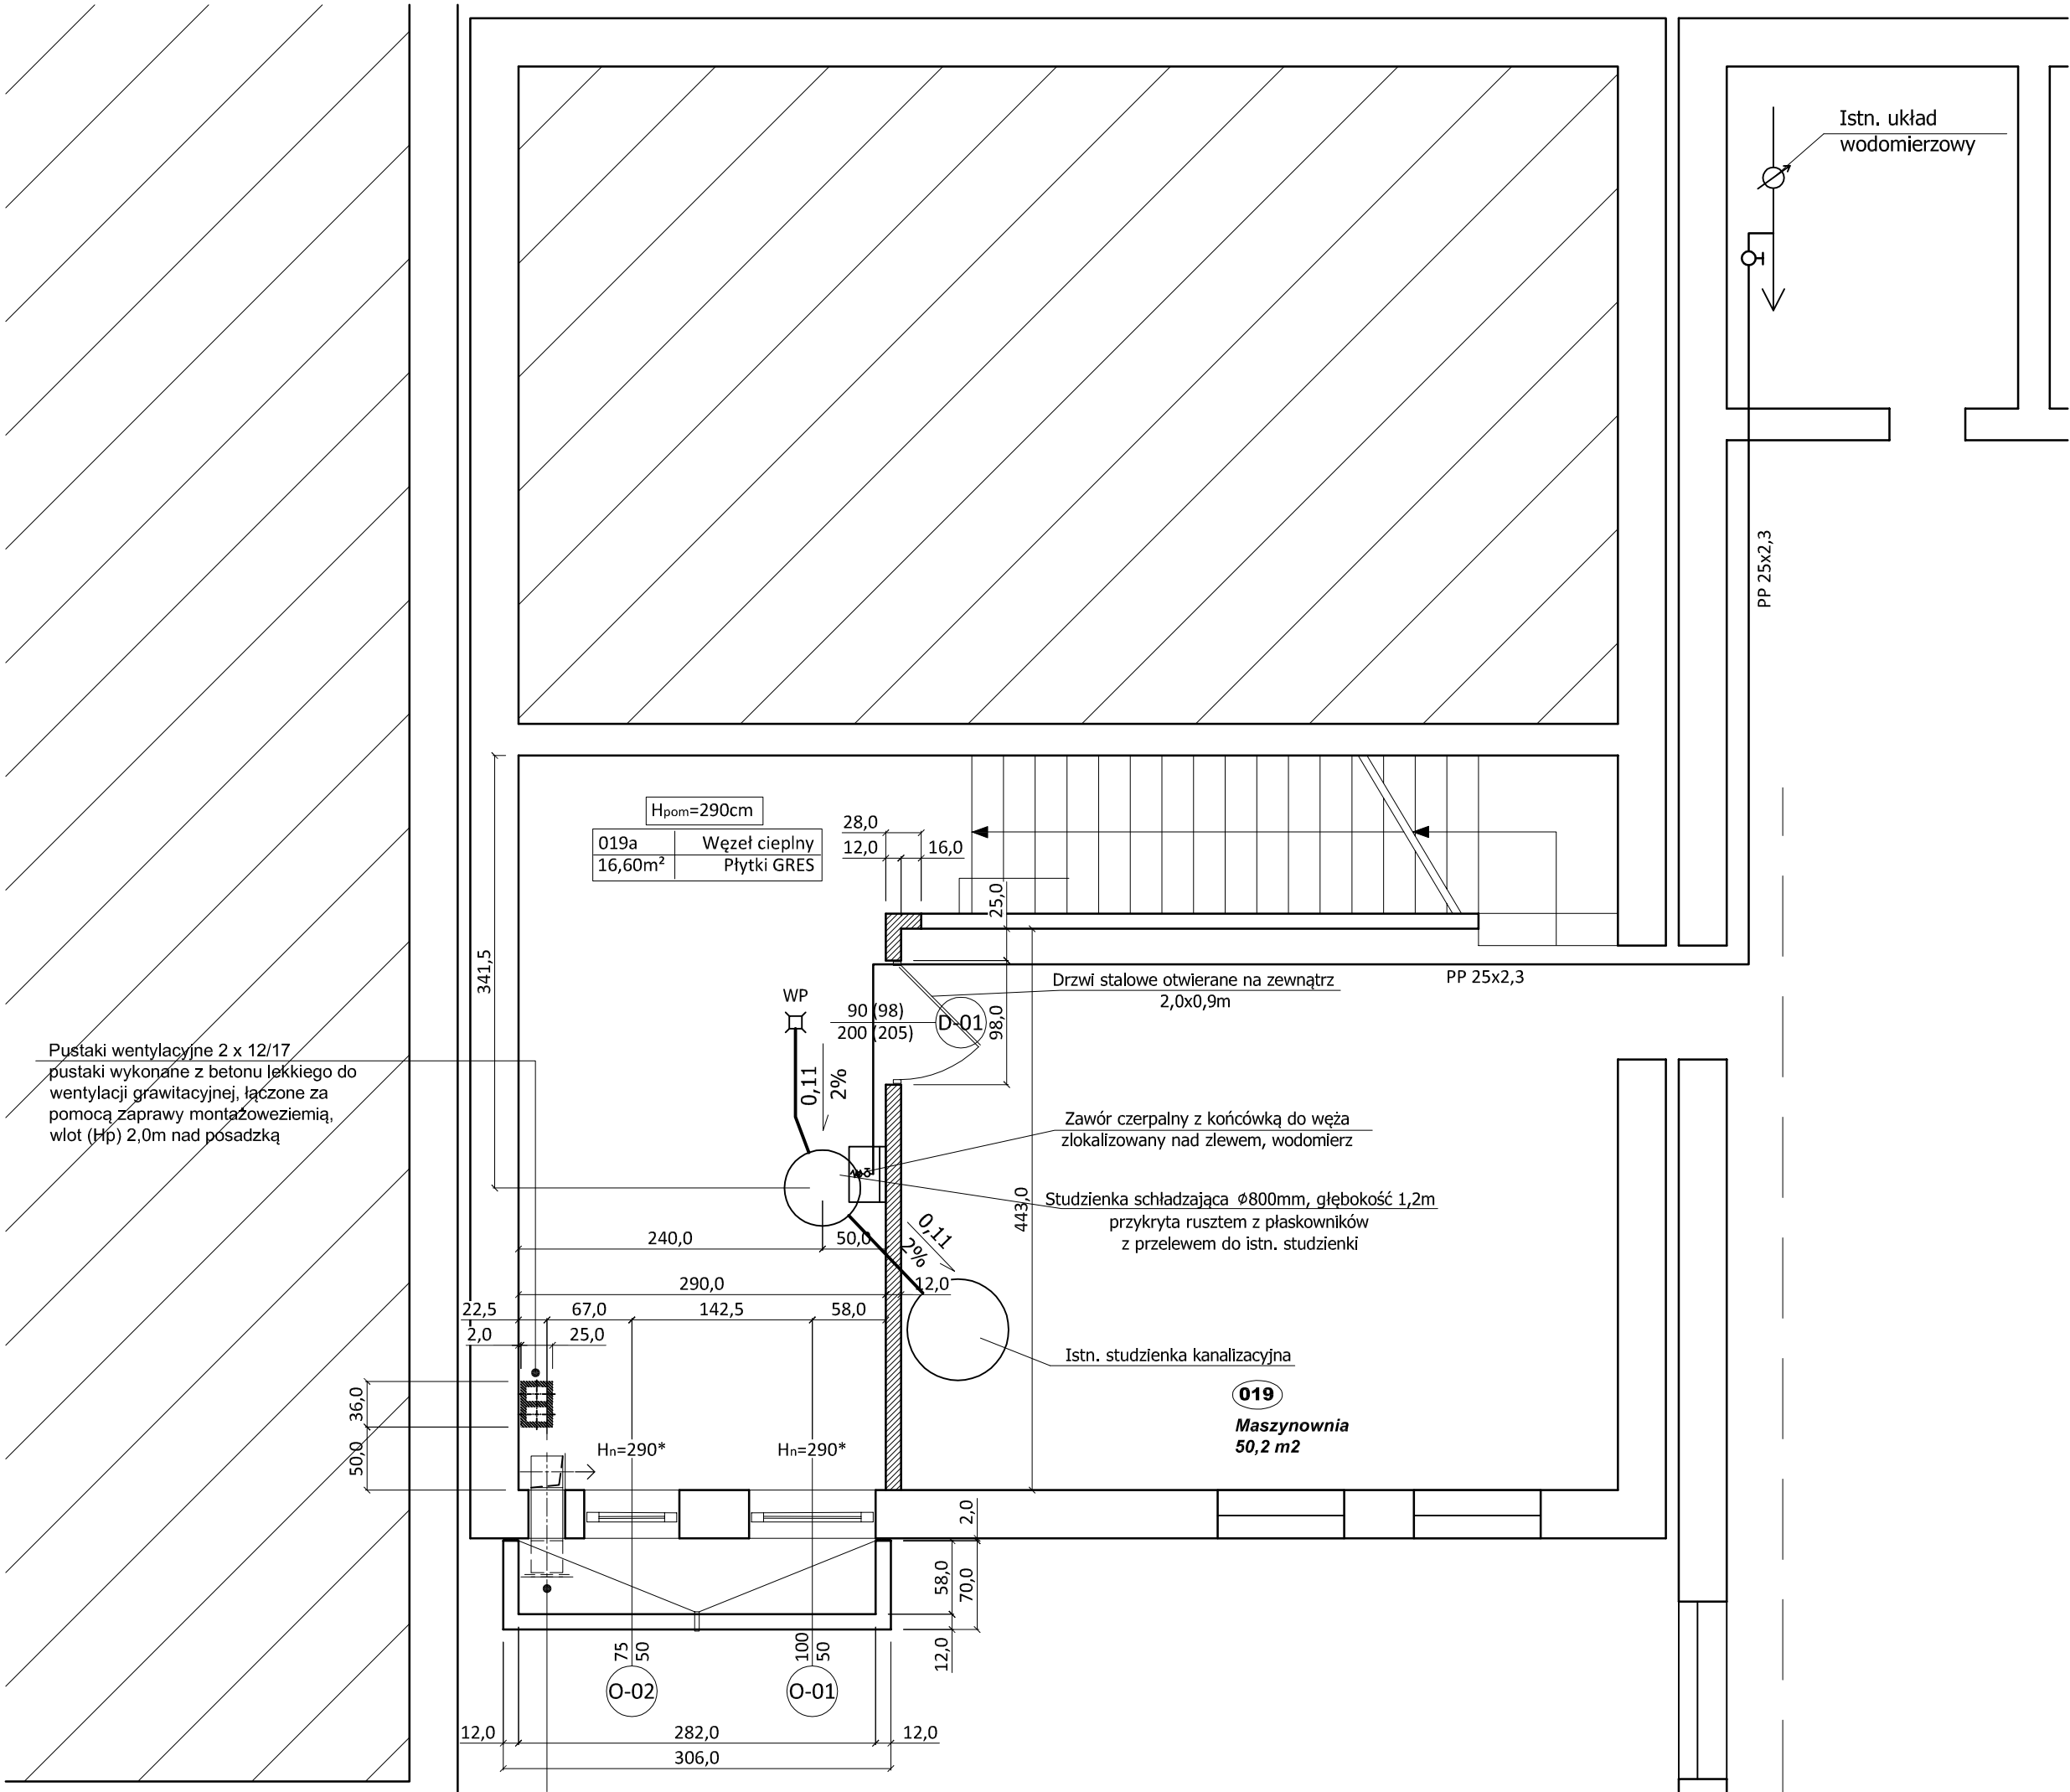 Istn. układ
wodomierzowy
PP 25x2,3
Hpom=290cm
019a Węzeł cieplny
16,60m² Płytki GRES
28,0
12,0 16,0
25,0
341,5
PP 25x2,3
Drzwi stalowe otwierane na zewnątrz
2,0x0,9m
WP
90 (98)
200 (205)
D-01
98,0
Pustaki wentylacyjne 2 x 12/17
pustaki wykonane z betonu lekkiego do
wentylacji grawitacyjnej, łączone za
pomocą zaprawy montażoweziemią,
wlot (Hp) 2,0m nad posadzką
0,11
2%
Zawór czerpalny z końcówką do węża
zlokalizowany nad zlewem, wodomierz
443,0
Studzienka schładzająca Ø800mm, głębokość 1,2m
przykryta rusztem z płaskowników
z przelewem do istn. studzienki
0,11
2%
240,0 50,0
290,0 12,0
22,5 67,0 142,5 58,0
2,0 25,0
Istn. studzienka kanalizacyjna
36,0
50,0
019
Maszynownia
50,2 m2
Hn=290* Hn=290*
2,0
58,0
70,0
12,0
75
50
100
50
O-02 O-01
12,0 282,0 12,0
306,0